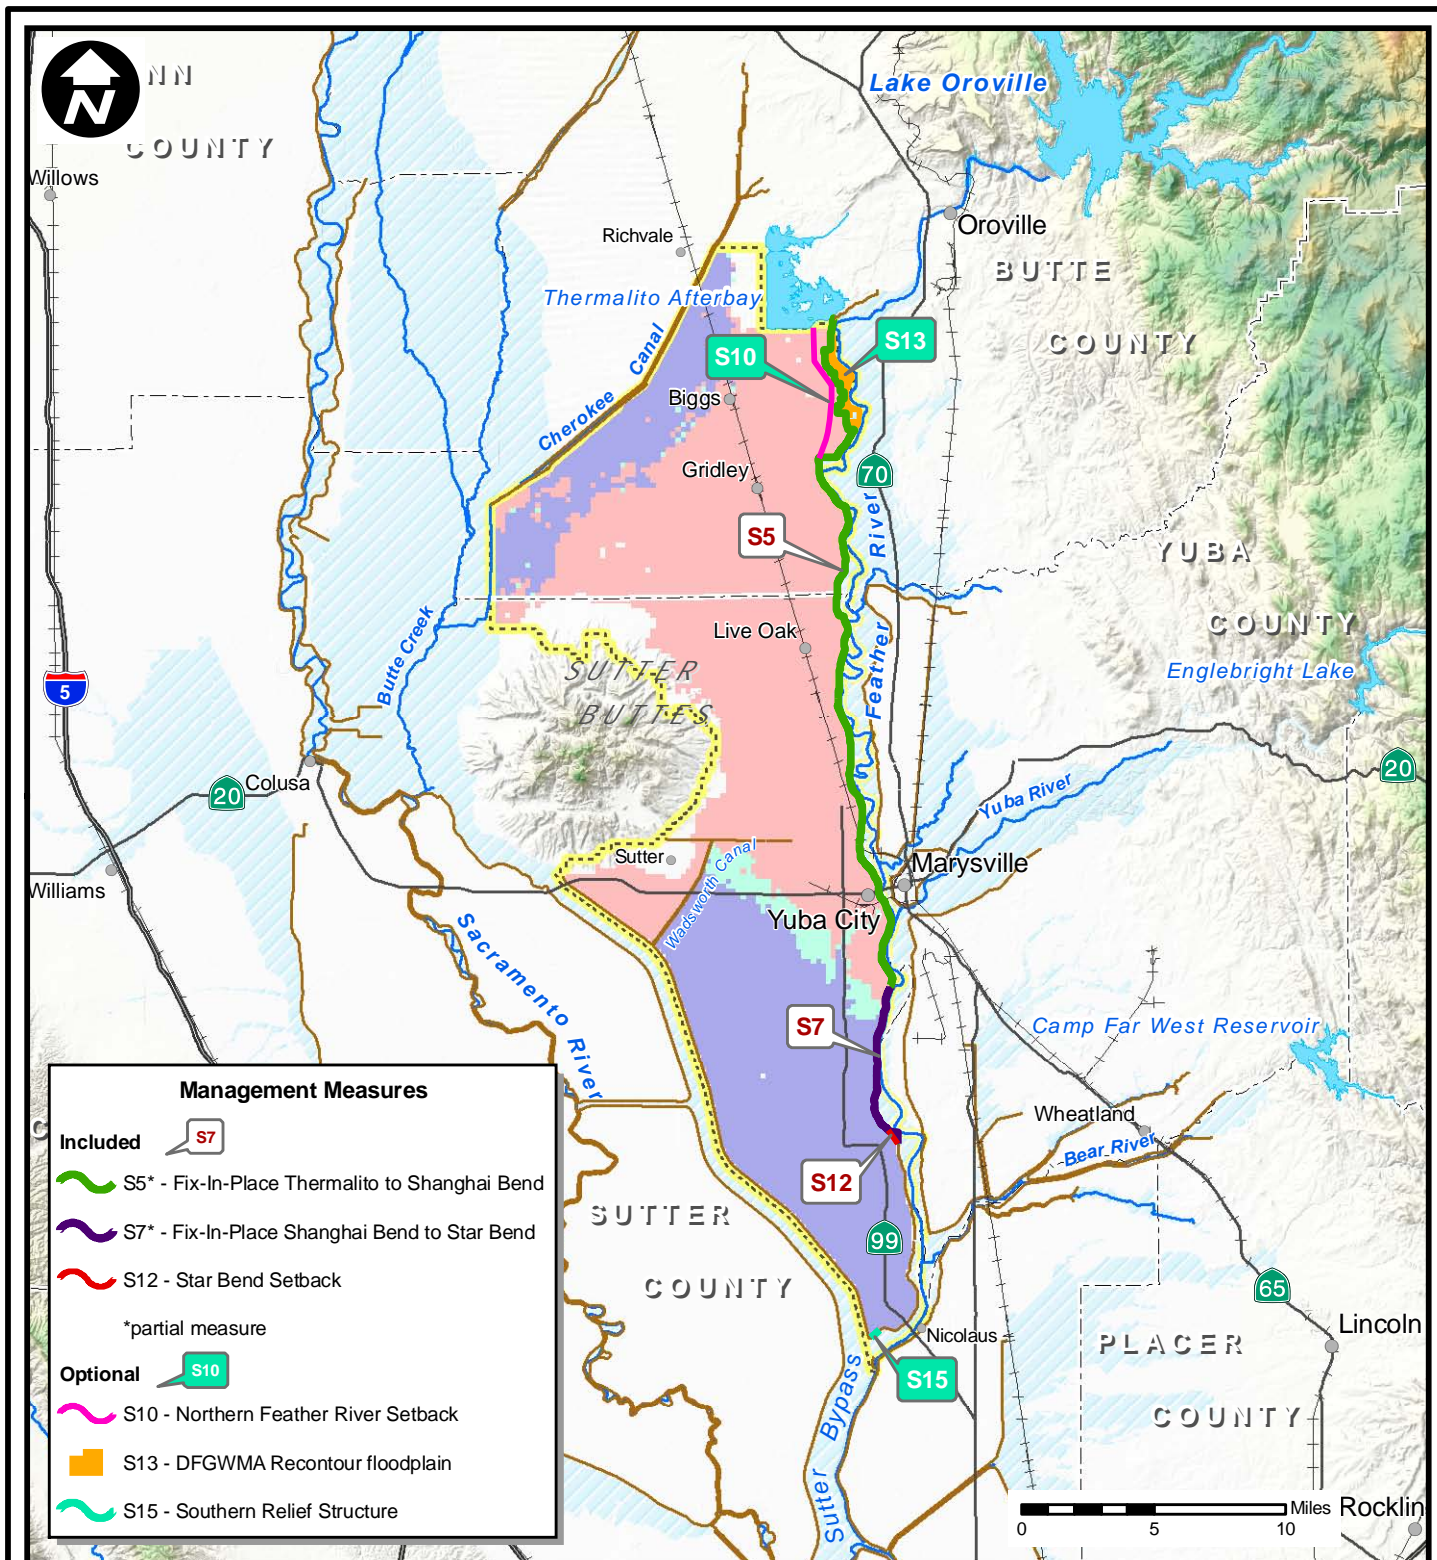 N
NN
COUNTY
Willows
Lake Oroville
Richvale
Oroville
BUTTE
COUNTY
Thermalito Afterbay
S13
S10
Cherokee Canal
Biggs
Gridley
70
S5
Feather River
YUBA
COUNTY
Live Oak
Butte Creek
SUTTER
BUTTES
Englebright Lake
5
Colusa
20
20
Yuba River
Sutter
Wadsworth Canal
Marysville
Williams
Yuba City
Sacramento River
S7
Camp Far West Reservoir
Wheatland
Bear River
S12
SUTTER
COUNTY
99
65
Nicolaus
Lincoln
PLACER
COUNTY
S15
Sutter Bypass
Rocklin
Miles
0 5 10
Management Measures
Included S7
S5* - Fix-In-Place Thermalito to Shanghai Bend
S7* - Fix-In-Place Shanghai Bend to Star Bend
S12 - Star Bend Setback
*partial measure
Optional S10
S10 - Northern Feather River Setback
S13 - DFGWMA Recontour floodplain
S15 - Southern Relief Structure